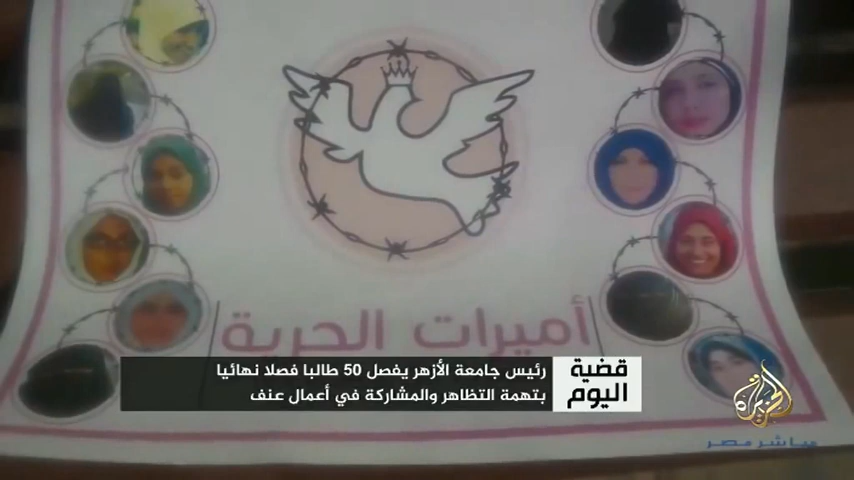 أميرات الحرية
قضية
اليوم
رئيس جامعة الأزهر يفصل 50 طالبا فصلا نهائيا
بتهمة التظاهر والمشاركة في أعمال عنف
الجزيرة
مباشر مصر